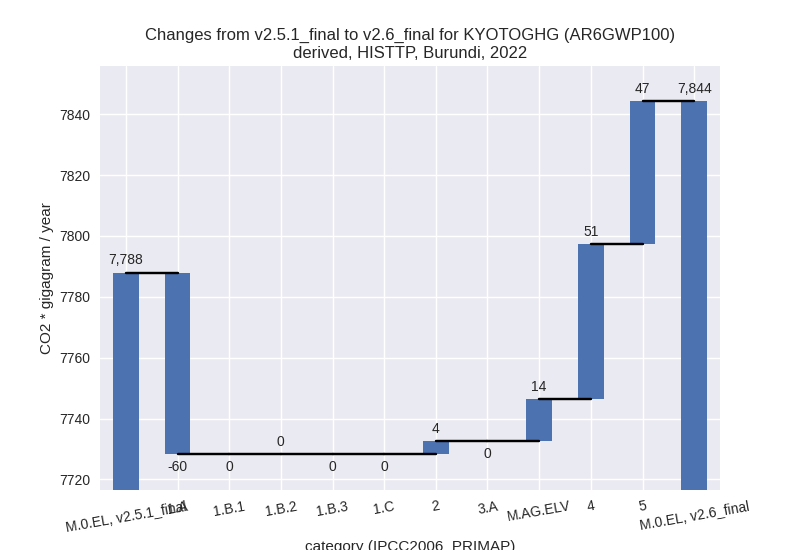 Changes from v2.5.1_final to v2.6_final for KYOTOGHG (AR6GWP100)
derived, HISTTP, Burundi, 2022
CO2 * gigagram / year
7840
7820
7800
7780
7760
7740
7720
7,788
-60
0
0
0
0
4
0
14
51
47
7,844
M.0.EL, v2.5.1_final
1.A
1.B.1
1.B.2
1.B.3
1.C
2
3.A
M.AG.ELV
4
5
M.0.EL, v2.6_final
category (IPCC2006_PRIMAP)